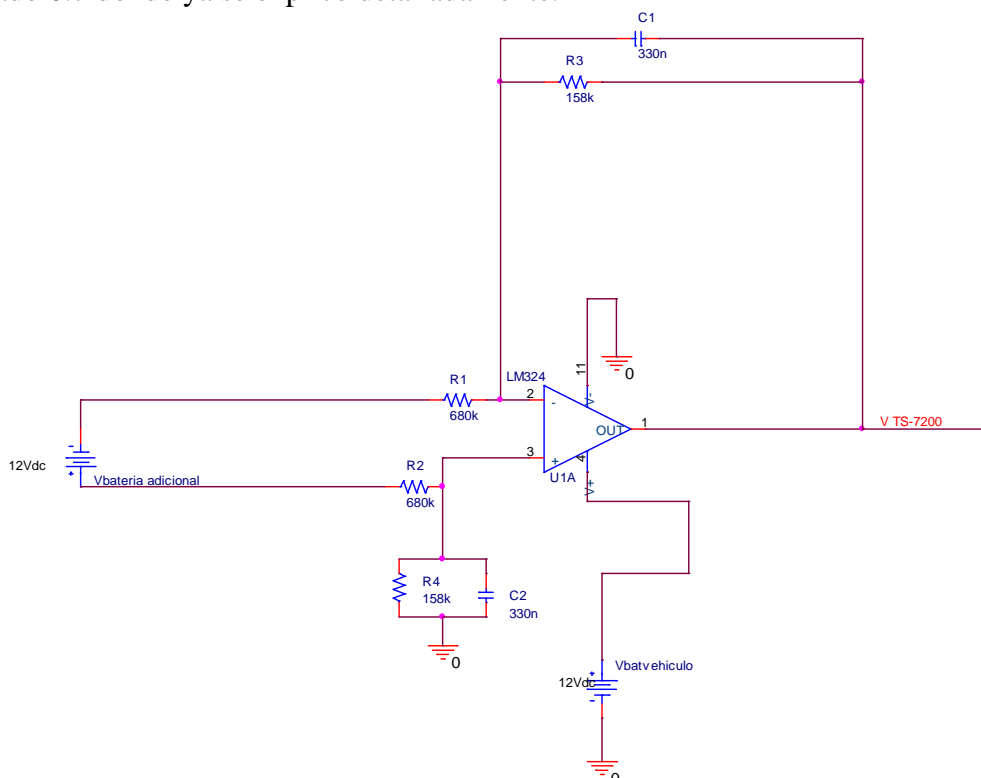 C1
330n
R3
158k
LM324
11
V-
0
R1
680k
2
-
OUT
1
V TS-7200
3
+
4
U1A
V+
12Vdc
-
+
Vbateria adicional
R2
680k
R4
158k
C2
330n
0
Vbatvehiculo
12Vdc
+
-
0